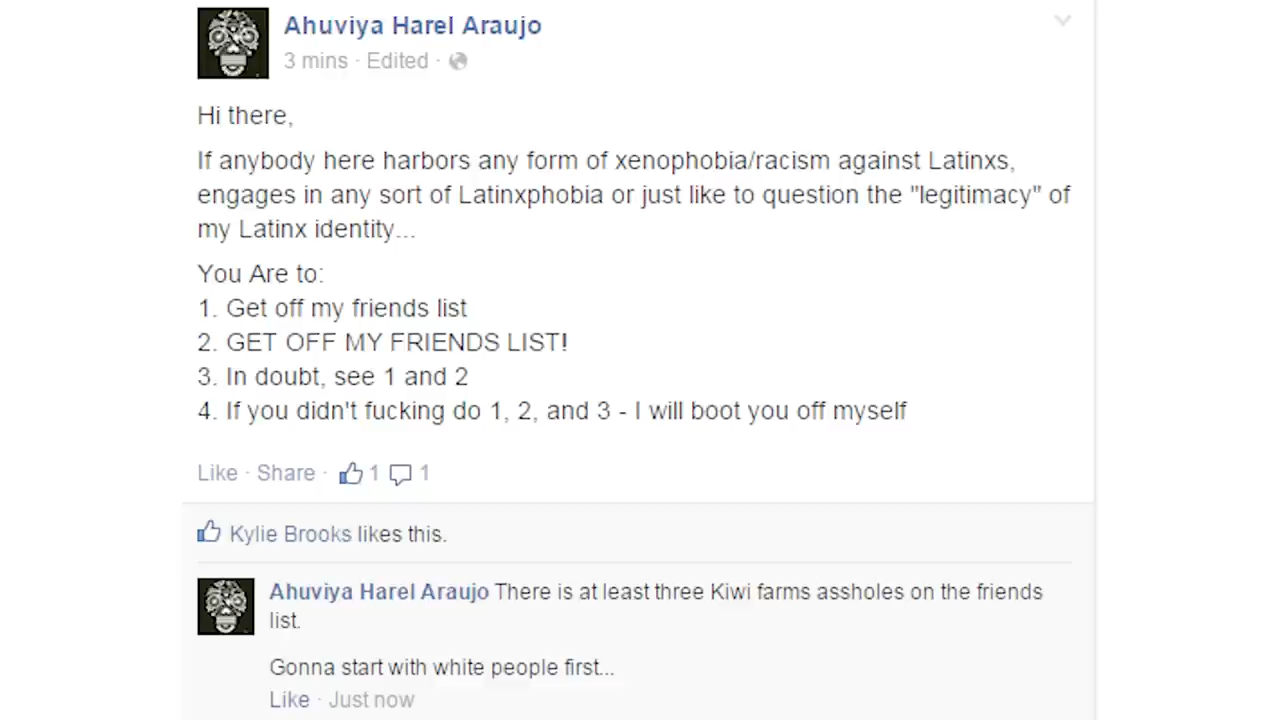 Ahuviya Harel Araujo
3 mins · Edited ·
Hi there,
If anybody here harbors any form of xenophobia/racism against Latinxs,
engages in any sort of Latinxphobia or just like to question the "legitimacy" of
my Latinx identity...
You Are to:
1. Get off my friends list
2. GET OFF MY FRIENDS LIST!
3. In doubt, see 1 and 2
4. If you didn't fucking do 1, 2, and 3 - I will boot you off myself
Like · Share · 1 1
Kylie Brooks likes this.
Ahuviya Harel Araujo There is at least three Kiwi farms assholes on the friends
list.
Gonna start with white people first...
Like · Just now